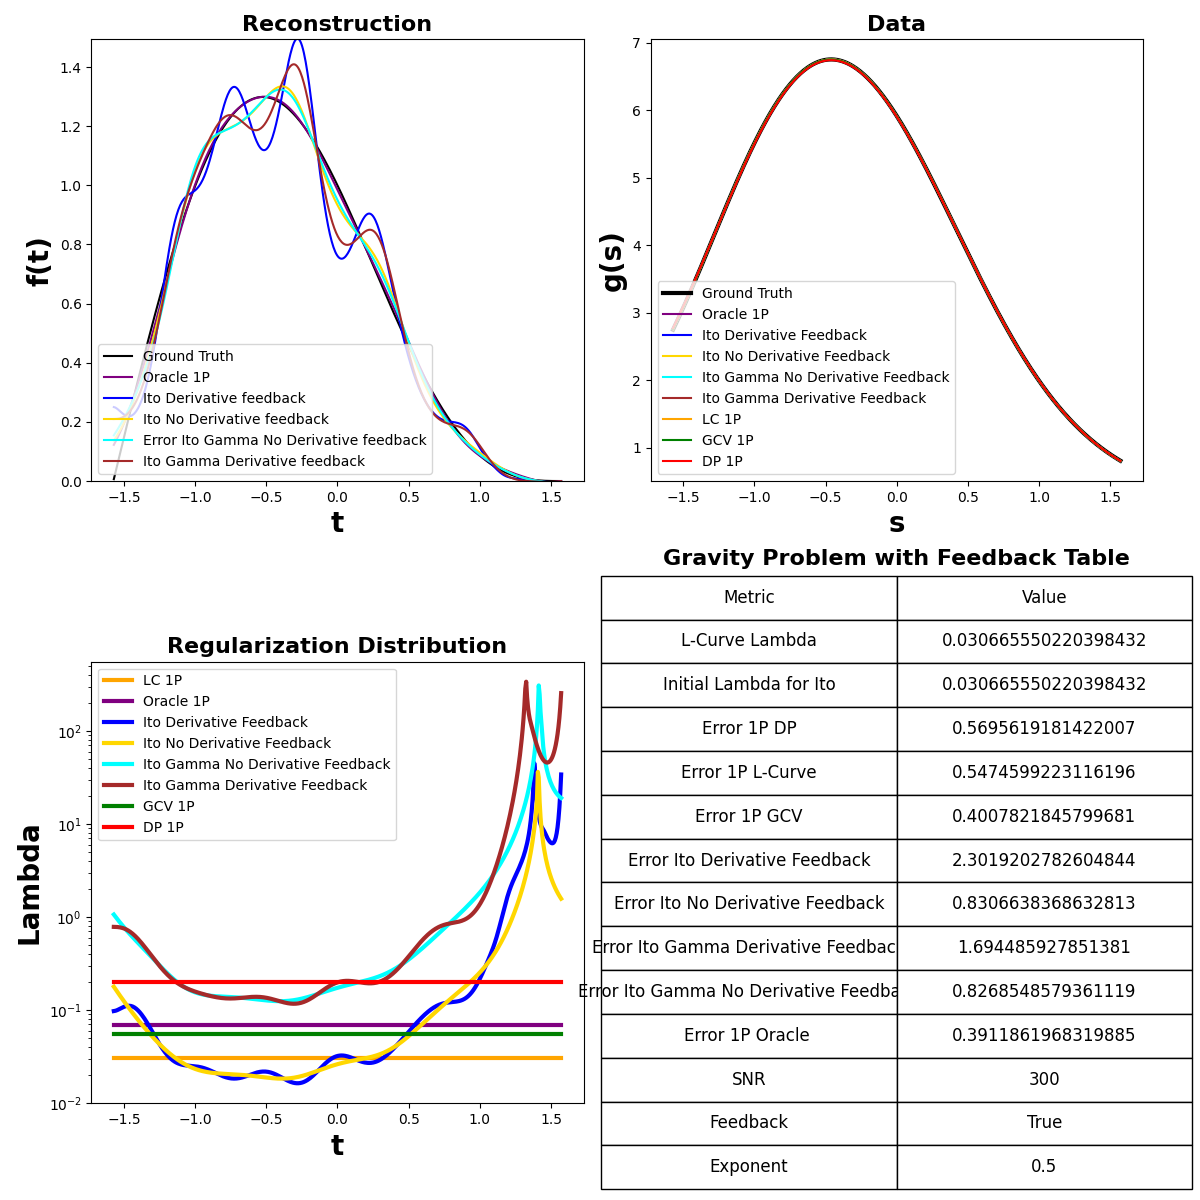 Reconstruction
1.4
1.2
1.0
0.8
0.6
0.4
0.2
0.0
f(t)
Ground Truth
Oracle 1P
Ito Derivative feedback
Ito No Derivative feedback
Error Ito Gamma No Derivative feedback
Ito Gamma Derivative feedback
−1.5 −1.0 −0.5 0.0 0.5 1.0 1.5
t
Data
7
6
5
4
3
2
1
g(s)
Ground Truth
Oracle 1P
Ito Derivative Feedback
Ito No Derivative Feedback
Ito Gamma No Derivative Feedback
Ito Gamma Derivative Feedback
LC 1P
GCV 1P
DP 1P
−1.5 −1.0 −0.5 0.0 0.5 1.0 1.5
s
Regularization Distribution
10²
10¹
10⁰
10⁻¹
10⁻²
Lambda
LC 1P
Oracle 1P
Ito Derivative Feedback
Ito No Derivative Feedback
Ito Gamma No Derivative Feedback
Ito Gamma Derivative Feedback
GCV 1P
DP 1P
−1.5 −1.0 −0.5 0.0 0.5 1.0 1.5
t
Gravity Problem with Feedback Table
Metric Value
L-Curve Lambda 0.030665550220398432
Initial Lambda for Ito 0.030665550220398432
Error 1P DP 0.5695619181422007
Error 1P L-Curve 0.5474599223116196
Error 1P GCV 0.4007821845799681
Error Ito Derivative Feedback 2.3019202782604844
Error Ito No Derivative Feedback 0.8306638368632813
Error Ito Gamma Derivative Feedbac 1.694485927851381
Error Ito Gamma No Derivative Feedba 0.8268548579361119
Error 1P Oracle 0.3911861968319885
SNR 300
Feedback True
Exponent 0.5